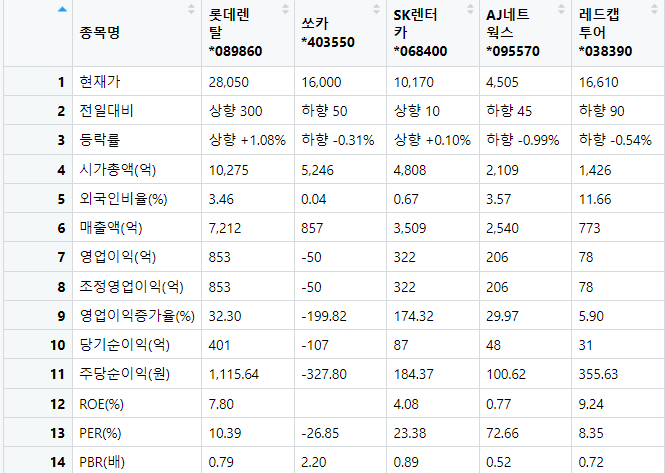 종목명 롯데렌탈 *089860 쏘카 *403550 SK렌터카 *068400 AJ네트웍스 *095570 레드캡투어 *038390
1 현재가 28,050 16,000 10,170 4,505 16,610
2 전일대비 상향 300 하향 50 상향 10 하향 45 하향 90
3 등락률 상향 +1.08% 하향 -0.31% 상향 +0.10% 하향 -0.99% 하향 -0.54%
4 시가총액(억) 10,275 5,246 4,808 2,109 1,426
5 외국인비율(%) 3.46 0.04 0.67 3.57 11.66
6 매출액(억) 7,212 857 3,509 2,540 773
7 영업이익(억) 853 -50 322 206 78
8 조정영업이익(억) 853 -50 322 206 78
9 영업이익증가율(%) 32.30 -199.82 174.32 29.97 5.90
10 당기순이익(억) 401 -107 87 48 31
11 주당순이익(원) 1,115.64 -327.80 184.37 100.62 355.63
12 ROE(%) 7.80 4.08 0.77 9.24
13 PER(%) 10.39 -26.85 23.38 72.66 8.35
14 PBR(배) 0.79 2.20 0.89 0.52 0.72